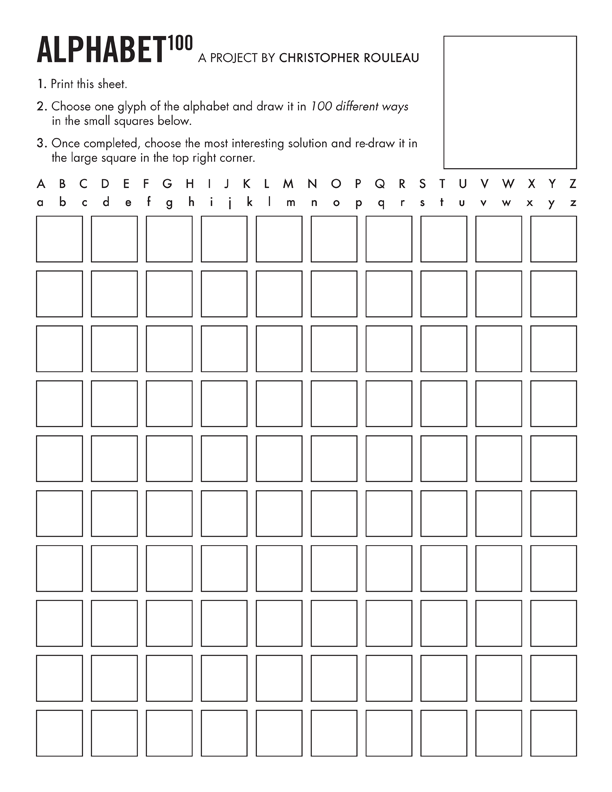 ALPHABET100 A PROJECT BY CHRISTOPHER ROULEAU
1. Print this sheet.
2. Choose one glyph of the alphabet and draw it in 100 different ways
in the small squares below.
3. Once completed, choose the most interesting solution and re-draw it in
the large square in the top right corner.
A B C D E F G H I J K L M N O P Q R S T U V W X Y Z
a b c d e f g h i j k l m n o p q r s t u v w x y z